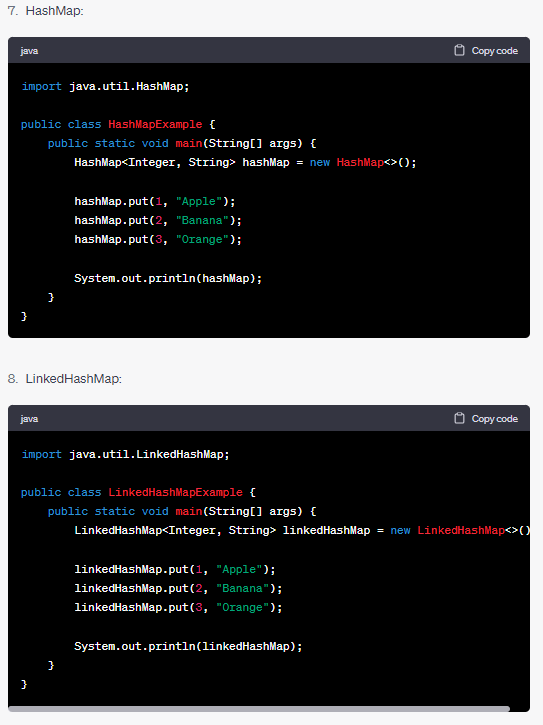 7. HashMap:
java
Copy code
import java.util.HashMap;
public class HashMapExample {
public static void main(String[] args) {
HashMap<Integer, String> hashMap = new HashMap<>();
hashMap.put(1, "Apple");
hashMap.put(2, "Banana");
hashMap.put(3, "Orange");
System.out.println(hashMap);
}
}
8. LinkedHashMap:
java
Copy code
import java.util.LinkedHashMap;
public class LinkedHashMapExample {
public static void main(String[] args) {
LinkedHashMap<Integer, String> linkedHashMap = new LinkedHashMap<>()
linkedHashMap.put(1, "Apple");
linkedHashMap.put(2, "Banana");
linkedHashMap.put(3, "Orange");
System.out.println(linkedHashMap);
}
}